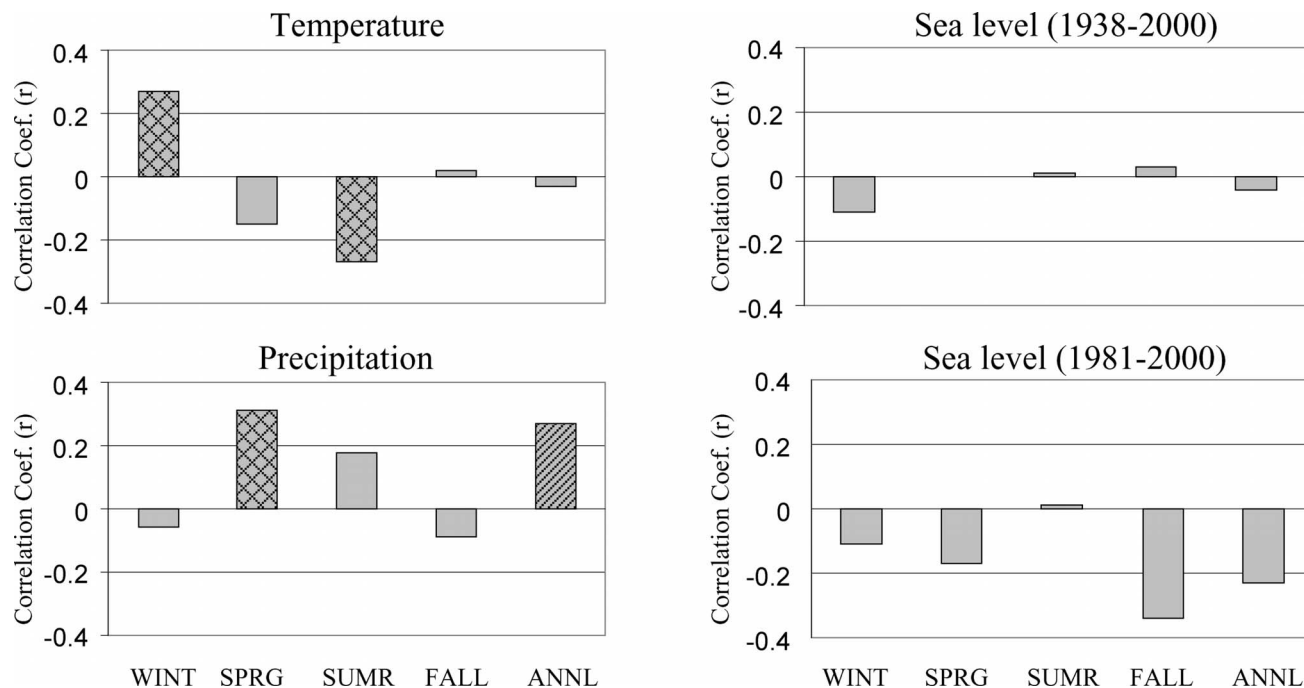 Temperature
Correlation Coef. (r)
0.4
0.2
0
-0.2
-0.4
Sea level (1938-2000)
Correlation Coef. (r)
0.4
0.2
0
-0.2
-0.4
Precipitation
Correlation Coef. (r)
0.4
0.2
0
-0.2
-0.4
WINT SPRG SUMR FALL ANNL
Sea level (1981-2000)
Correlation Coef. (r)
0.4
0.2
0
-0.2
-0.4
WINT SPRG SUMR FALL ANNL